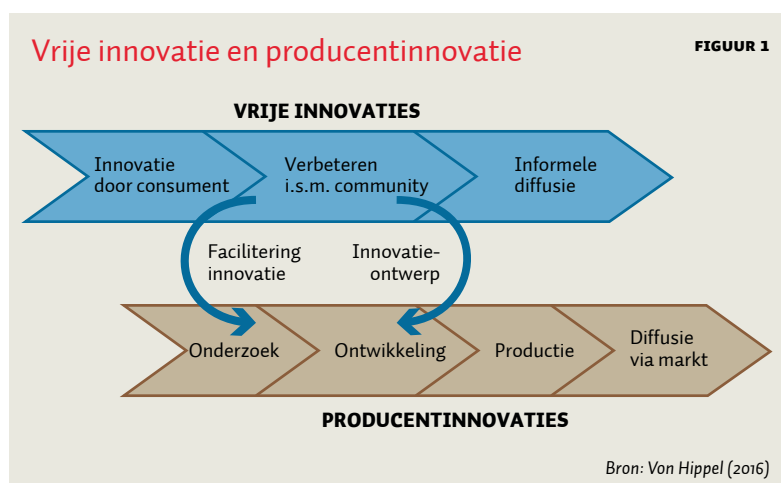 Vrije innovatie en producentinnovatie
FIGUUR 1
VRIJE INNOVATIES
Innovatie
door consument
Verbeteren
i.s.m. community
Informele
diffusie
Facilitering
innovatie
Innovatie-
ontwerp
Onderzoek
Ontwikkeling
Productie
Diffusie
via markt
PRODUCENTINNOVATIES
Bron: Von Hippel (2016)